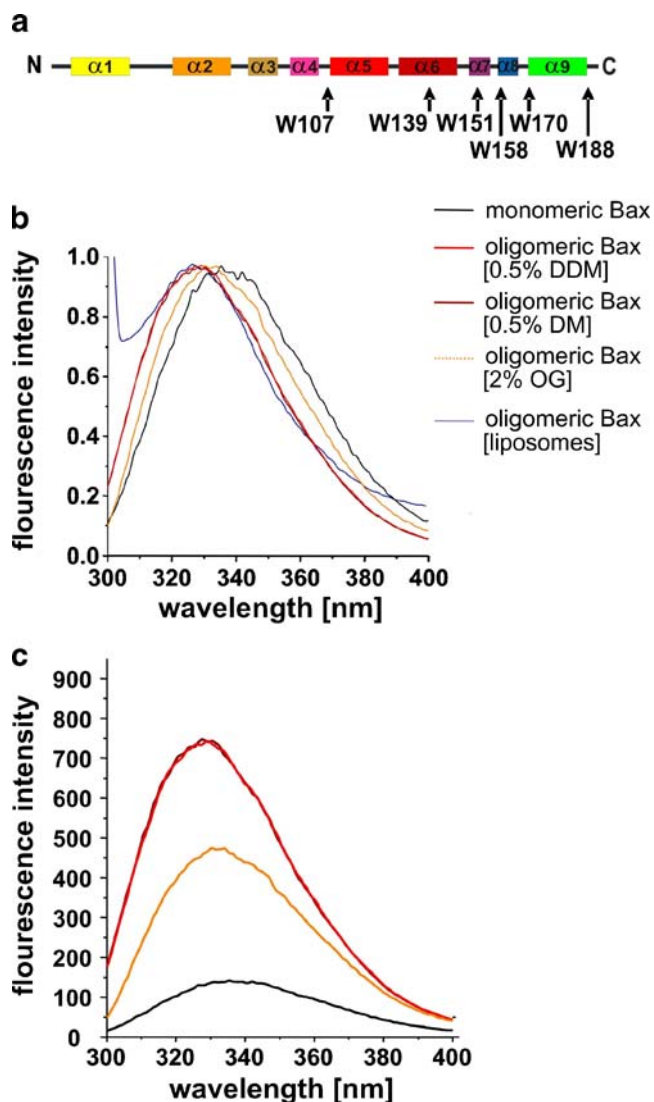 a
N α1 α2 α3 α4 α5 α6 α7 α8 α9 C
W107 W139 W151 W170
W158 W188
b
flourescence intensity
1.0
0.8
0.6
0.4
0.2
0.0
300 320 340 360 380 400
wavelength [nm]
monomeric Bax
oligomeric Bax
[0.5% DDM]
oligomeric Bax
[0.5% DM]
oligomeric Bax
[2% OG]
oligomeric Bax
[liposomes]
c
flourescence intensity
900
800
700
600
500
400
300
200
100
0
300 320 340 360 380 400
wavelength [nm]